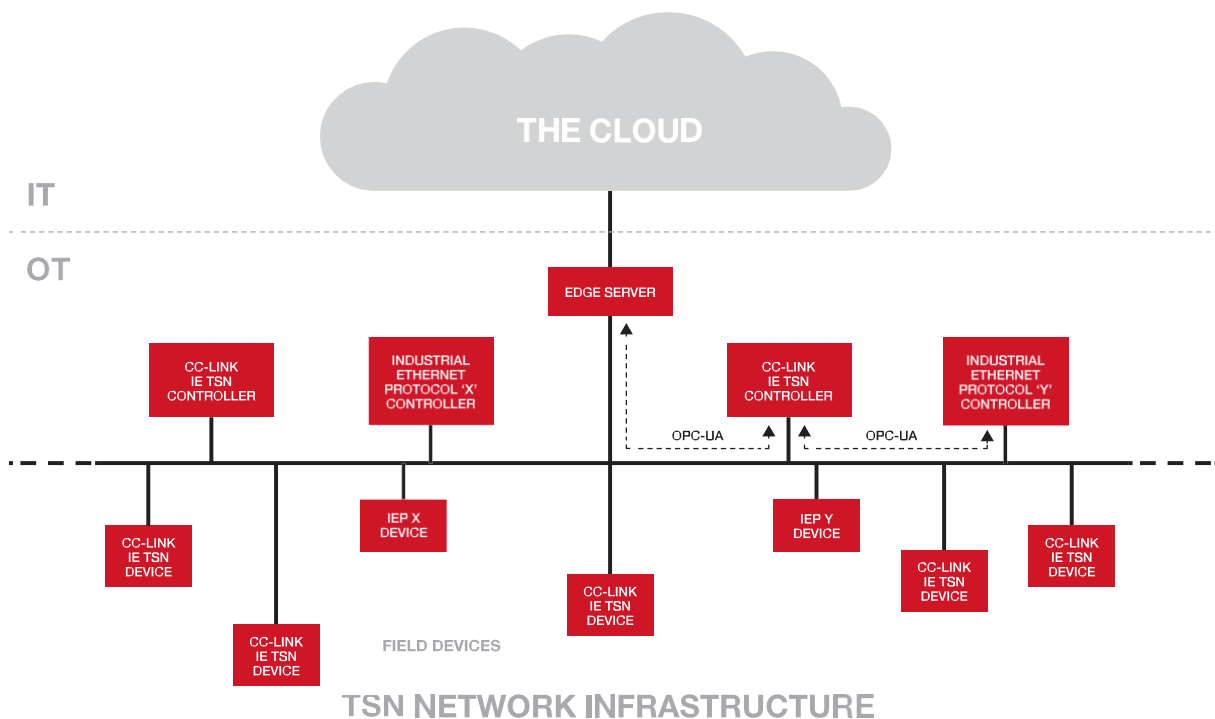 THE CLOUD
IT
OT
EDGE SERVER
CC-LINK
IE TSN
CONTROLLER
INDUSTRIAL
ETHERNET
PROTOCOL ‘X’
CONTROLLER
CC-LINK
IE TSN
CONTROLLER
INDUSTRIAL
ETHERNET
PROTOCOL ‘Y’
CONTROLLER
OPC-UA
OPC-UA
CC-LINK
IE TSN
DEVICE
CC-LINK
IE TSN
DEVICE
IEP X
DEVICE
CC-LINK
IE TSN
DEVICE
IEP Y
DEVICE
CC-LINK
IE TSN
DEVICE
CC-LINK
IE TSN
DEVICE
FIELD DEVICES
TSN NETWORK INFRASTRUCTURE